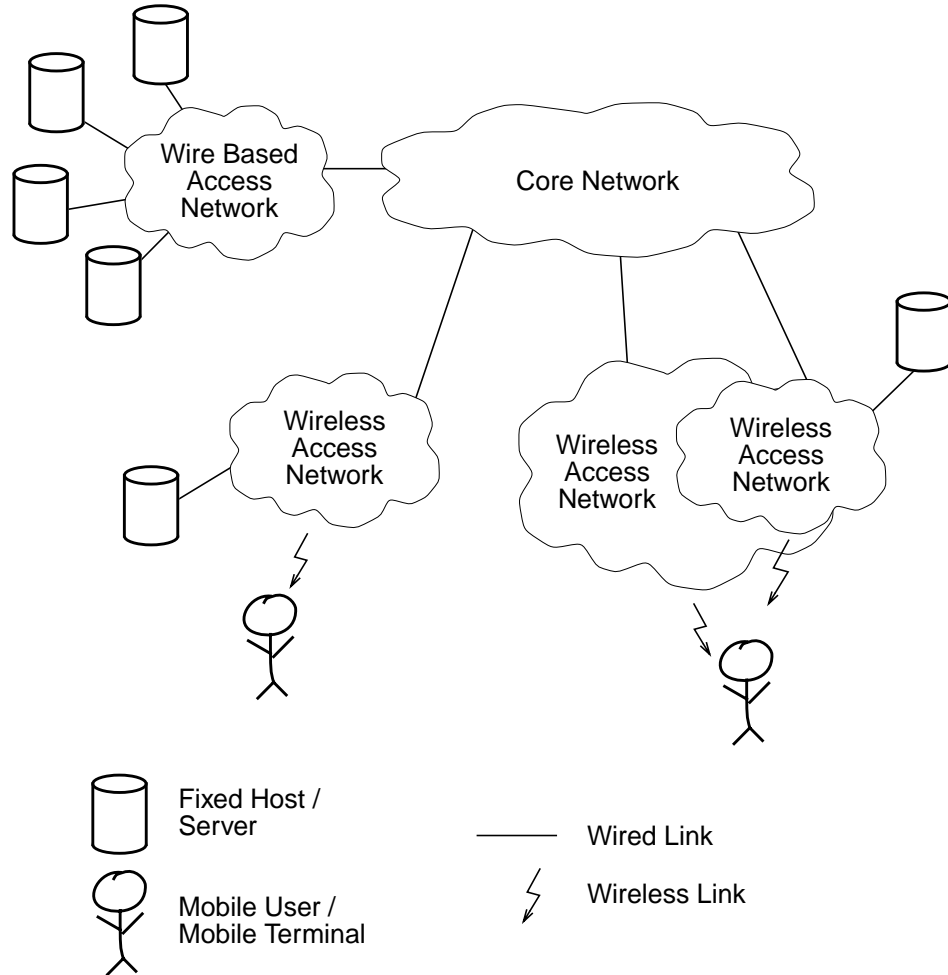 Wire Based
Access
Network
Core Network
Wireless
Access
Network
Wireless
Access
Network
Wireless
Access
Network
Fixed Host /
Server
Wired Link
Wireless Link
Mobile User /
Mobile Terminal